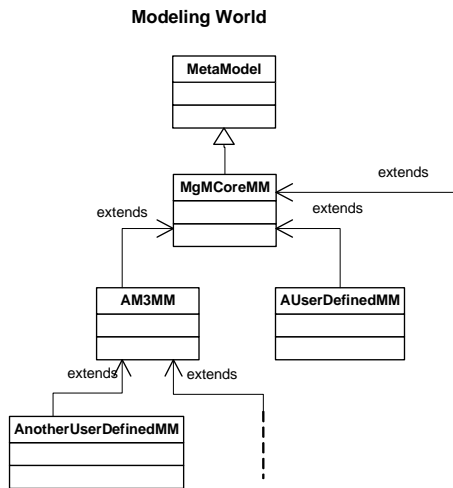 Modeling World
MetaModel
MgMCoreMM
extends
extends
extends
AM3MM
AUserDefinedMM
extends
extends
AnotherUserDefinedMM